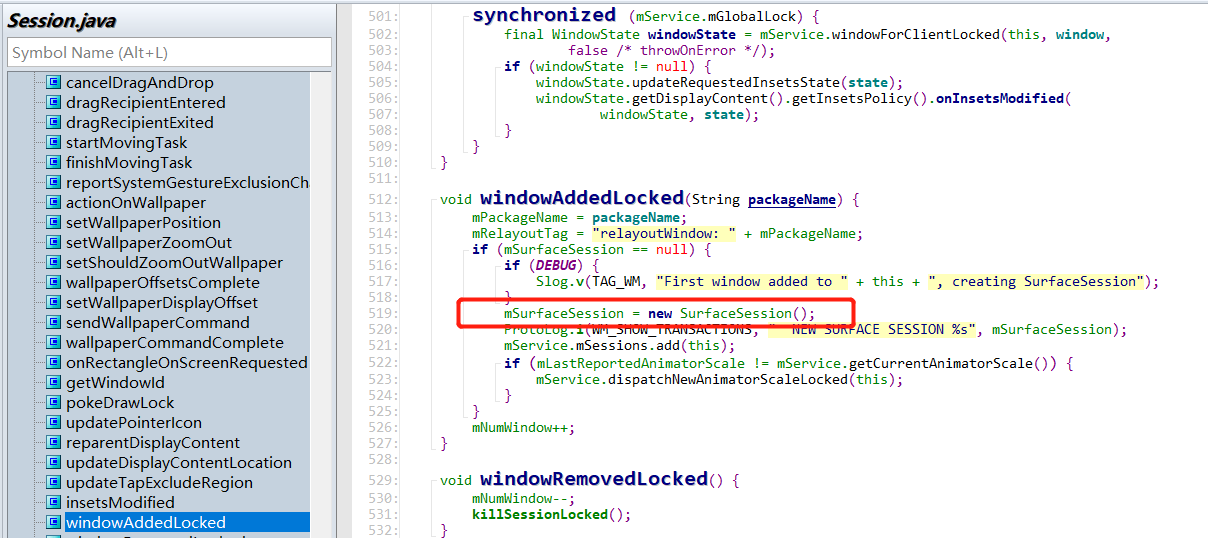 Session.java
Symbol Name (Alt+L)
cancelDragAndDrop
dragRecipientEntered
dragRecipientExited
startMovingTask
finishMovingTask
reportSystemGestureExclusionCh
actionOnWallpaper
setWallpaperPosition
setWallpaperZoomOut
setShouldZoomOutWallpaper
wallpaperOffsetsComplete
setWallpaperDisplayOffset
sendWallpaperCommand
wallpaperCommandComplete
onRectangleOnScreenRequested
getWindowId
pokeDrawLock
updatePointerIcon
reparentDisplayContent
updateDisplayContentLocation
updateTapExcludeRegion
insetsModified
windowAddedLocked
501: synchronized (mService.mGlobalLock) {
502: final WindowState windowState = mService.windowForClientLocked(this, window,
503: false /* throwOnError */);
504: if (windowState != null) {
505: windowState.updateRequestedInsetsState(state);
506: windowState.getDisplayContent().getInsetsPolicy().onInsetsModified(
507: windowState, state);
508: }
509: }
510: }
511:
512: void windowAddedLocked(String packageName) {
513: mPackageName = packageName;
514: mRelayoutTag = "relayoutWindow: " + mPackageName;
515: if (mSurfaceSession == null) {
516: if (DEBUG) {
517: Slog.v(TAG_WM, "First window added to " + this + ", creating SurfaceSession");
518: }
519: mSurfaceSession = new SurfaceSession();
520: ProtoLog.i(WM_SHOW_TRANSACTIONS, "  NEW SURFACE SESSION %s", mSurfaceSession);
521: mService.mSessions.add(this);
522: if (mLastReportedAnimatorScale != mService.getCurrentAnimatorScale()) {
523: mService.dispatchNewAnimatorScaleLocked(this);
524: }
525: }
526: mNumWindow++;
527: }
528:
529: void windowRemovedLocked() {
530: mNumWindow--;
531: killSessionLocked();
532: }